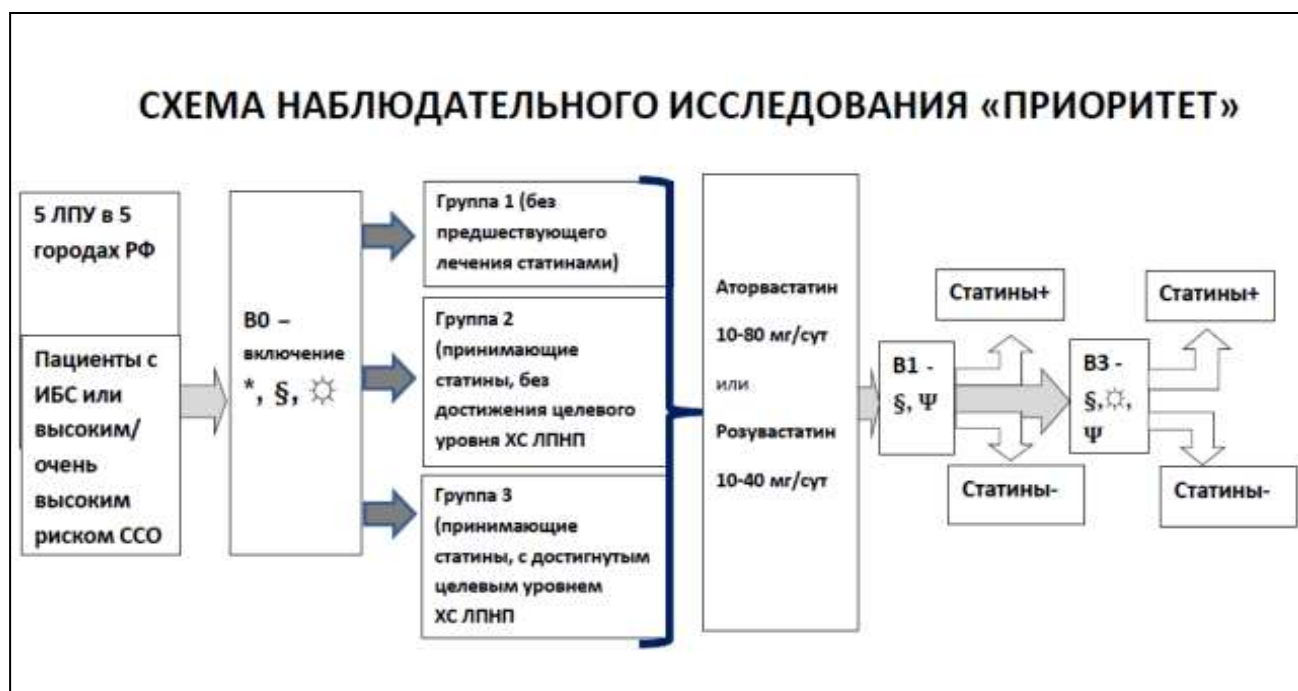 СХЕМА НАБЛЮДАТЕЛЬНОГО ИССЛЕДОВАНИЯ «ПРИОРИТЕТ»
5 ЛПУ в 5
городах РФ
Пациенты с
ИБС или
высоким/
очень
высоким
риском ССО
В0 –
включение
*, §, ☼
Группа 1 (без
предшествующего
лечения статинами)
Группа 2
(принимающие
статины, без
достижения целевого
уровня ХС ЛПНП
Группа 3
(принимающие
статины, с достигнутым
целевым уровнем
ХС ЛПНП
Аторвастатин
10-80 мг/сут
или
Розувастатин
10-40 мг/сут
В1 -
§, Ψ
Статины+
Статины-
В3 -
§,☼,
Ψ
Статины+
Статины-